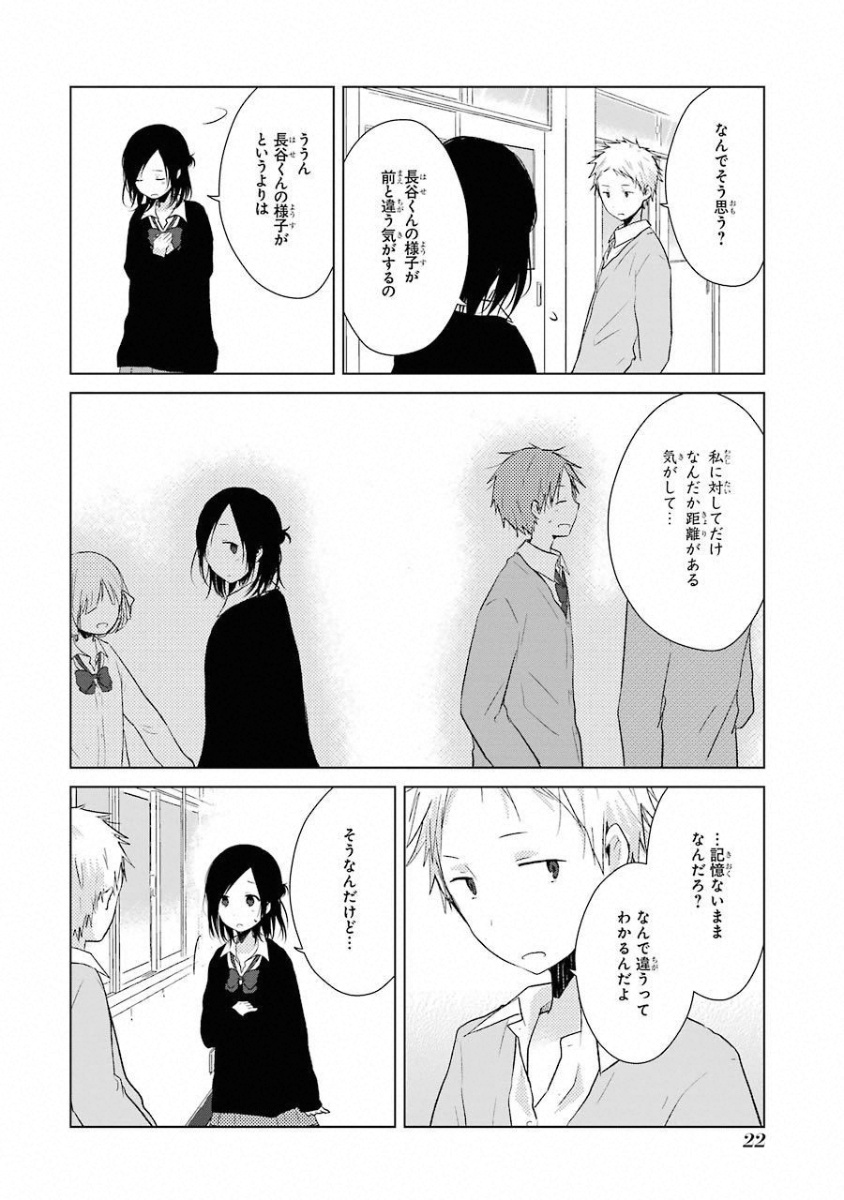 なんでそう思う?
長谷くんの様子が
前と違う気がするの
ううん
長谷くんの様子が
というよりは
私に対してだけ
なんだか距離がある
気がして…
…記憶ないまま
なんだろ?
なんで違うって
わかるんだよ
そうなんだけど…
22